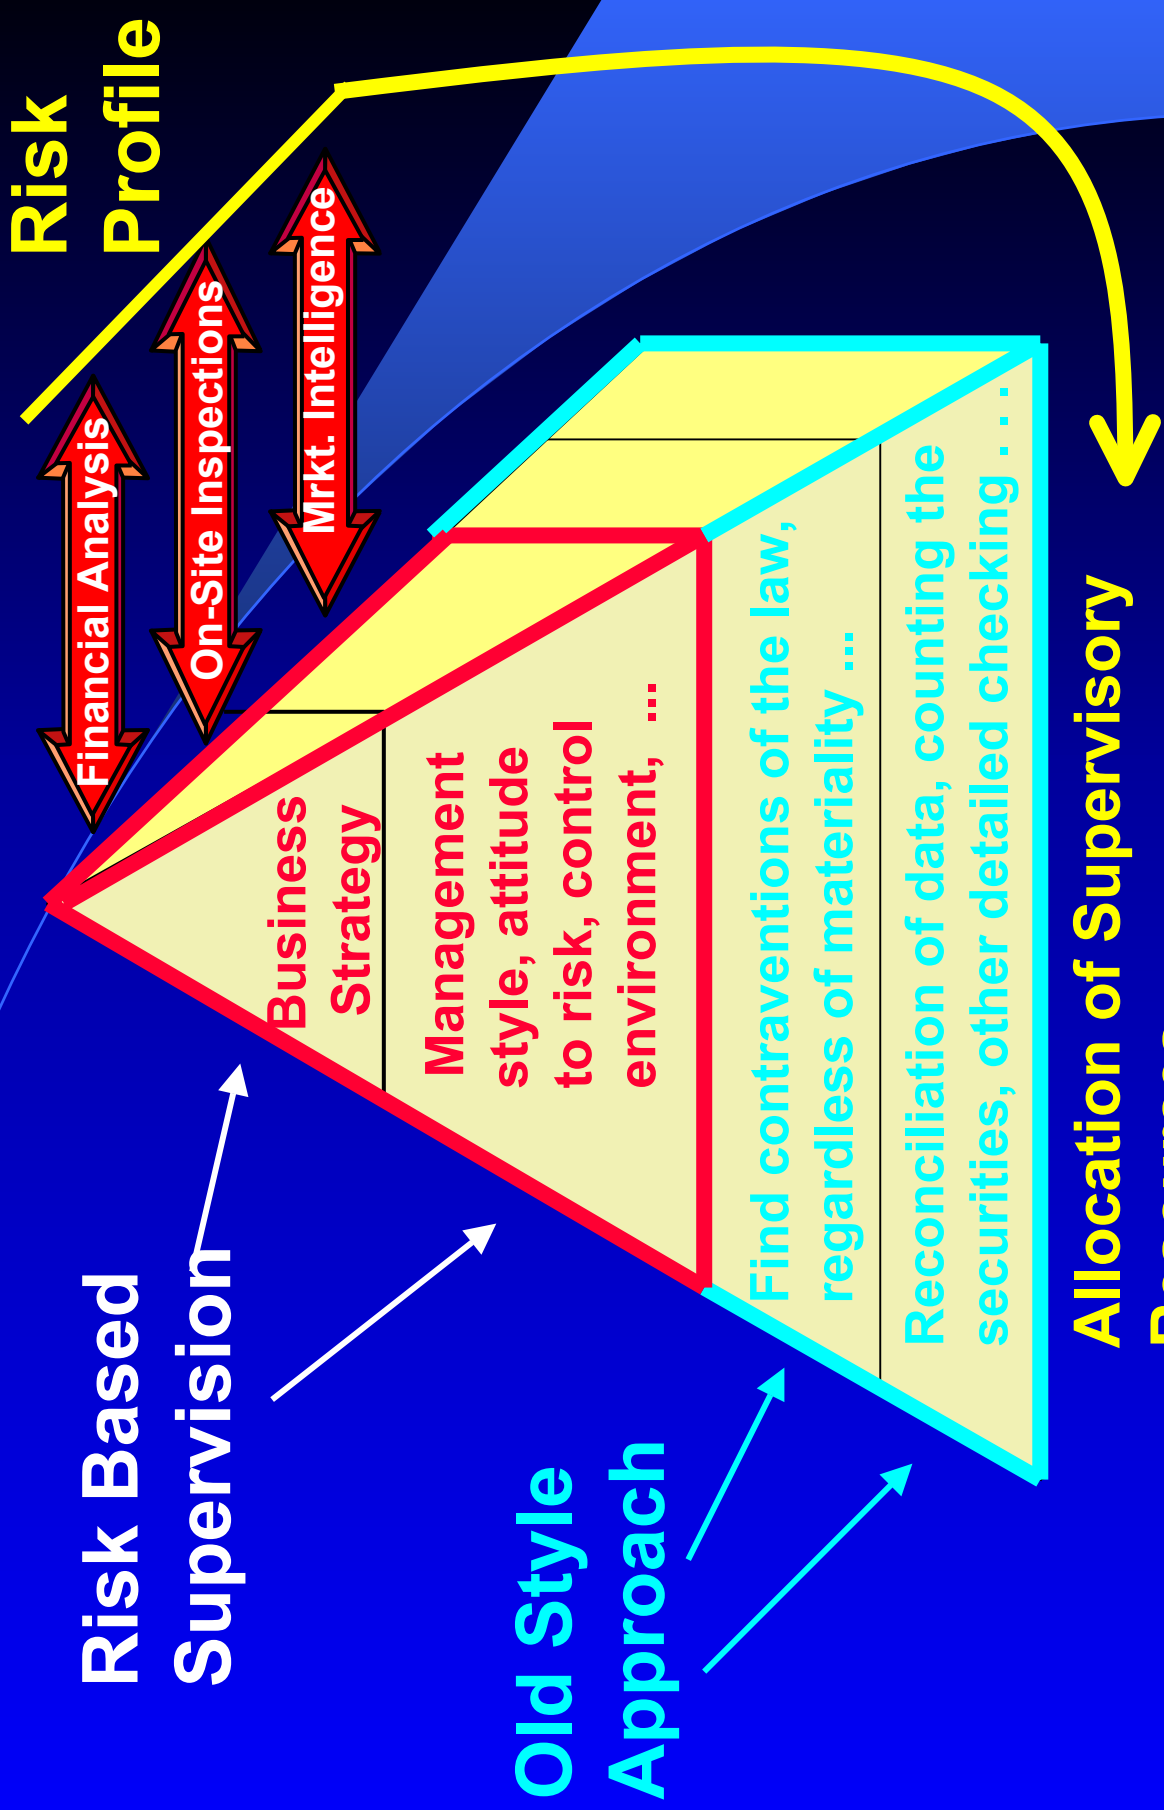 Risk Based
Supervision
Old Style
Approach
Business
Strategy
Management
style, attitude
to risk, control
environment, ...
Find contraventions of the law,
regardless of materiality ...
Reconciliation of data, counting the
securities, other detailed checking . . .
Financial Analysis
On-Site Inspections
Mrkt. Intelligence
Risk
Profile
Allocation of Supervisory